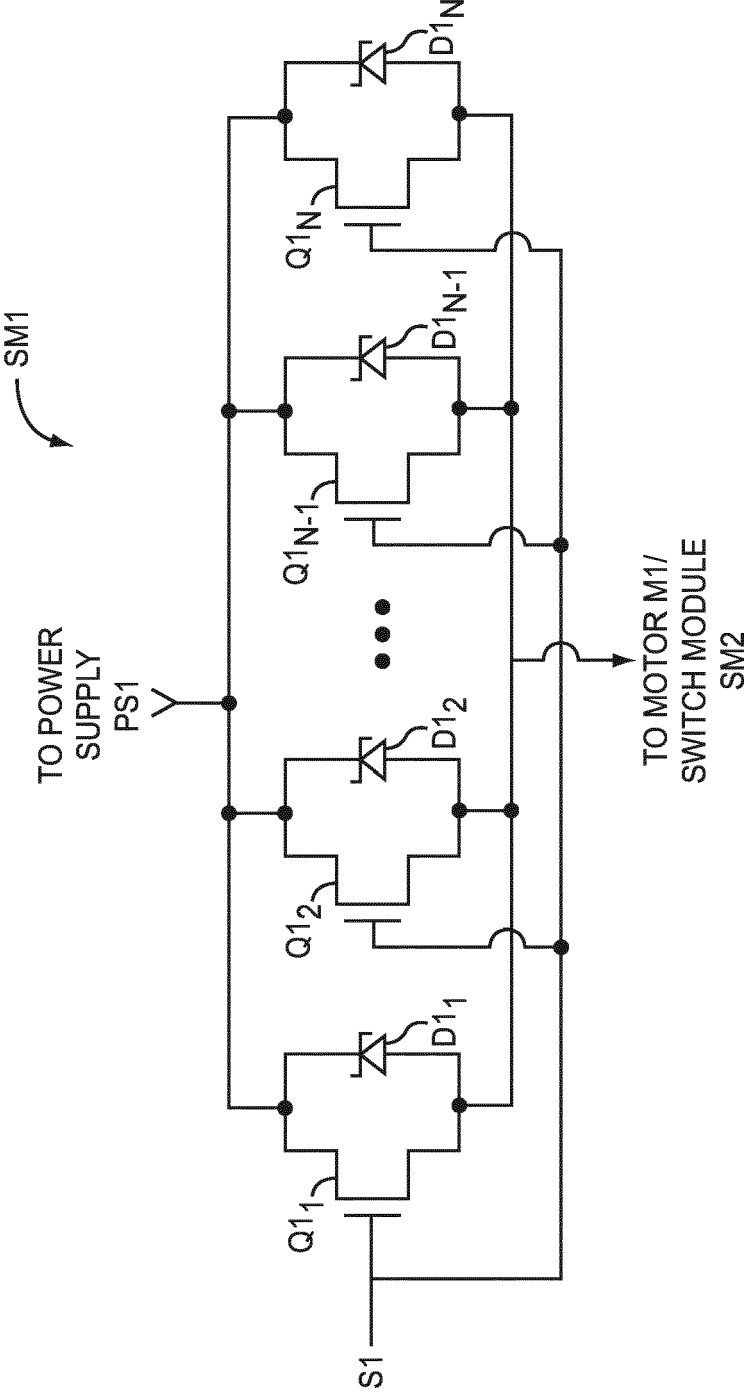 SM1
TO POWER
SUPPLY
PS1
Q1₁
D1₁
Q1₂
D1₂
Q1N-1
D1N-1
Q1N
D1N
S1
TO MOTOR M1/
SWITCH MODULE
SM2